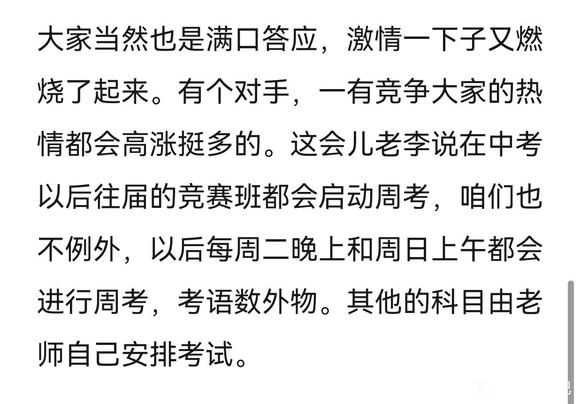 大家当然也是满口答应，激情一下子又燃
烧了起来。有个对手，一有竞争大家的热
情都会高涨挺多的。这会儿老李说在中考
以后往届的竞赛班都会启动周考，咱们也
不例外，以后每周二晚上和周日上午都会
进行周考，考语数外物。其他的科目由老
师自己安排考试。